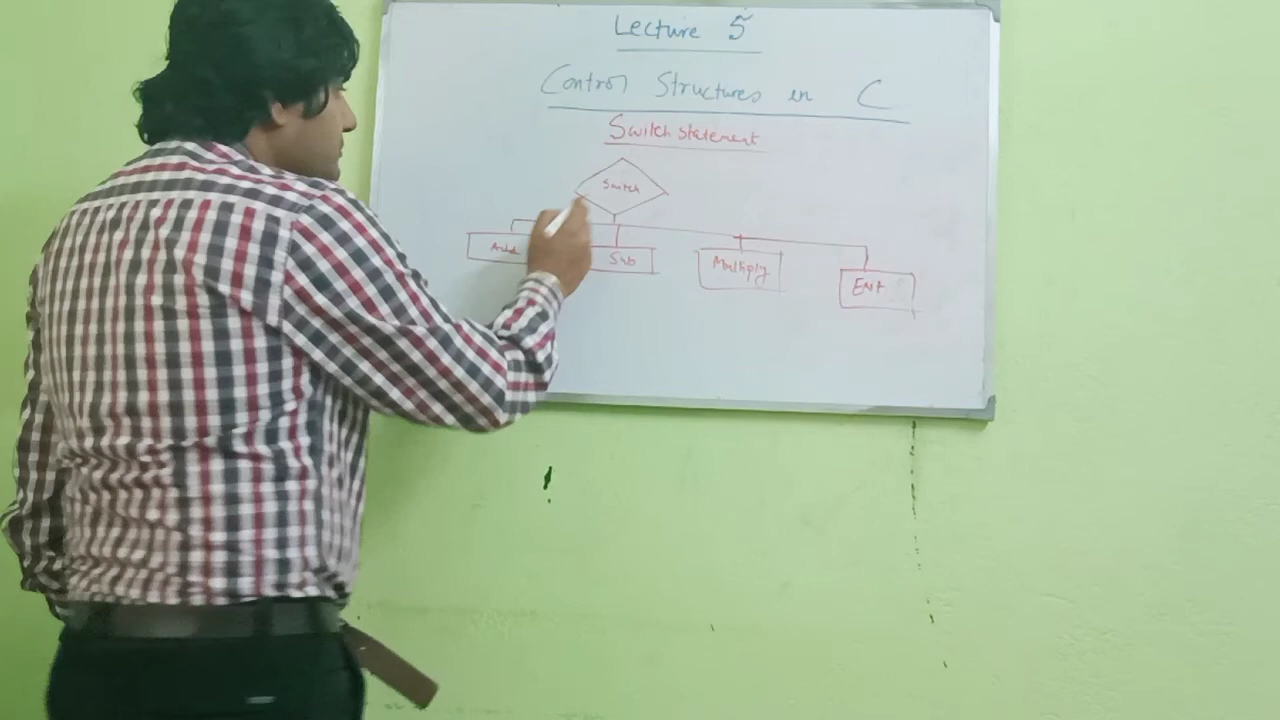 Lecture 5
Control Structures in C
Switch statement
Switch
Add Sub Multiply Exit